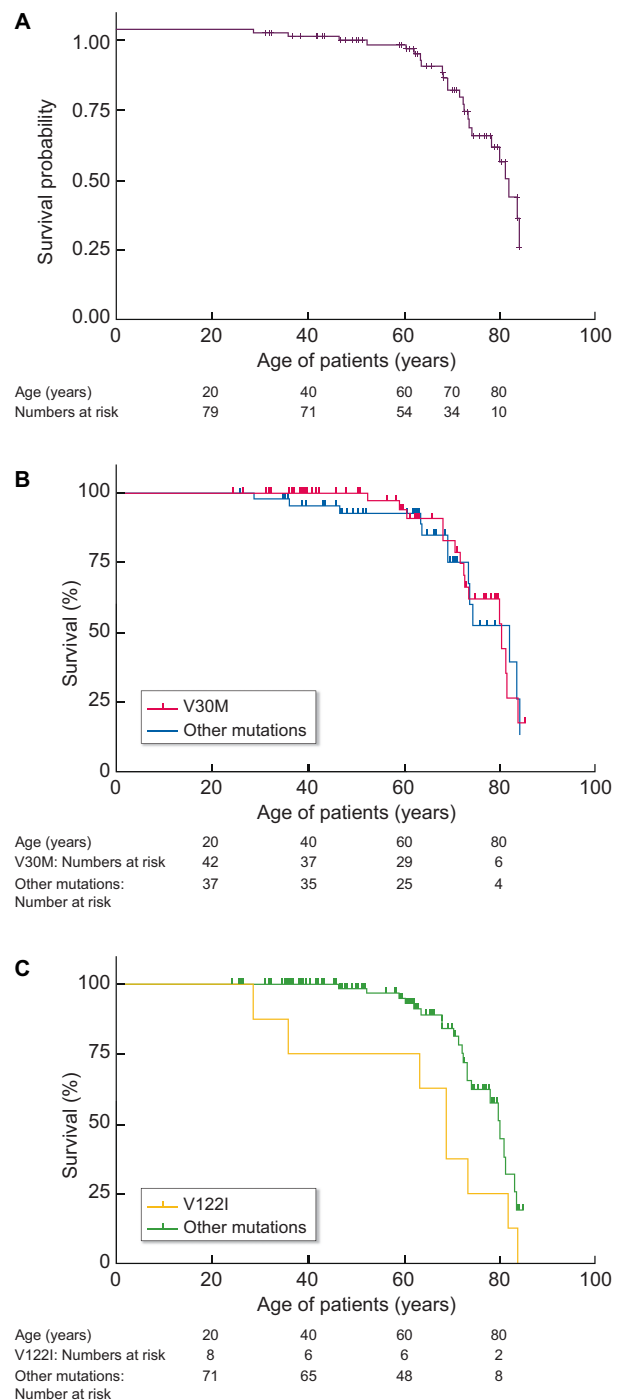 A
1.00
0.75
0.50
0.25
0.00
Survival probability
0 20 40 60 80 100
Age of patients (years)
Age (years) 20 40 60 70 80
Numbers at risk 79 71 54 34 10
B
100
75
50
25
0
Survival (%)
V30M
Other mutations
0 20 40 60 80 100
Age of patients (years)
Age (years) 20 40 60 80
V30M: Numbers at risk 42 37 29 6
Other mutations: 37 35 25 4
Number at risk
C
100
75
50
25
0
Survival (%)
V122I
Other mutations
0 20 40 60 80 100
Age of patients (years)
Age (years) 20 40 60 80
V122I: Numbers at risk 8 6 6 2
Other mutations: 71 65 48 8
Number at risk